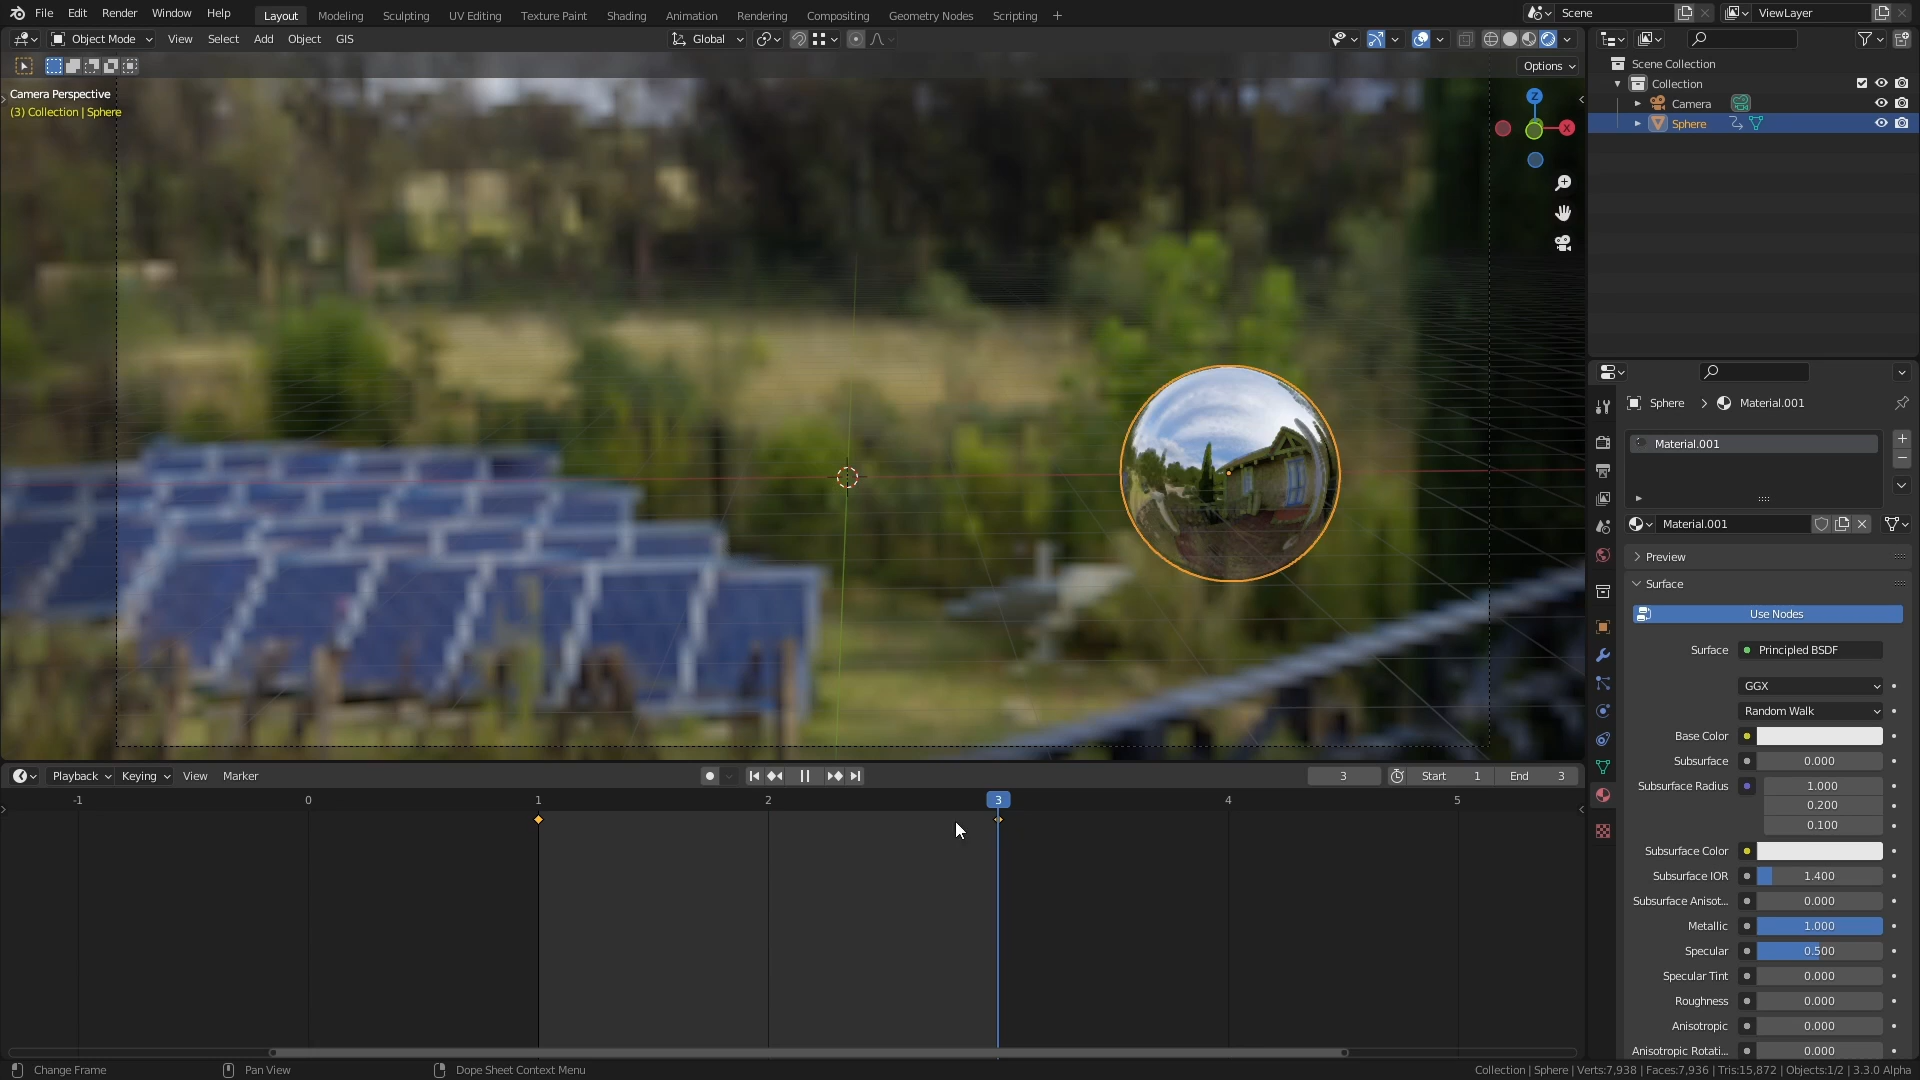 File Edit Render Window Help Layout Modeling Sculpting UV Editing Texture Paint Shading Animation Rendering Compositing Geometry Nodes Scripting + Scene ViewLayer
Object Mode View Select Add Object GIS Global
Options
Camera Perspective
(3) Collection | Sphere
Z
X
Scene Collection
Collection
Camera
Sphere
Sphere > Material.001
Material.001
Material.001
Preview
Surface
Use Nodes
Surface Principled BSDF
GGX
Random Walk
Base Color
Subsurface 0.000
Subsurface Radius 1.000
0.200
0.100
Subsurface Color
Subsurface IOR 1.400
Subsurface Anisot... 0.000
Metallic 1.000
Specular 0.500
Specular Tint 0.000
Roughness 0.000
Anisotropic 0.000
Anisotropic Rotati... 0.000
Playback Keying View Marker 3 Start 1 End 3
-1 0 1 2 3 4 5
Change Frame Pan View Dope Sheet Context Menu Collection | Sphere | Verts:7,938 | Faces:7,936 | Tris:15,872 | Objects:1/2 | 3.3.0 Alpha